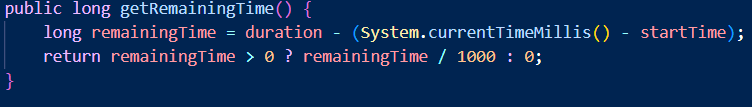 public long getRemainingTime() {
    long remainingTime = duration - (System.currentTimeMillis() - startTime);
    return remainingTime > 0 ? remainingTime / 1000 : 0;
}